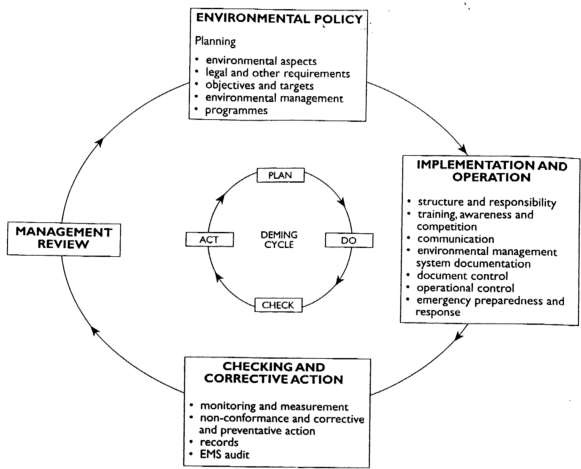 ENVIRONMENTAL POLICY
Planning
• environmental aspects
• legal and other requirements
• objectives and targets
• environmental management
• programmes
IMPLEMENTATION AND
OPERATION
• structure and responsibility
• training, awareness and
competition
• communication
• environmental management
system documentation
• document control
• operational control
• emergency preparedness and
response
PLAN
ACT
DEMING
CYCLE
DO
CHECK
MANAGEMENT
REVIEW
CHECKING AND
CORRECTIVE ACTION
• monitoring and measurement
• non-conformance and corrective
and preventative action
• records
• EMS audit